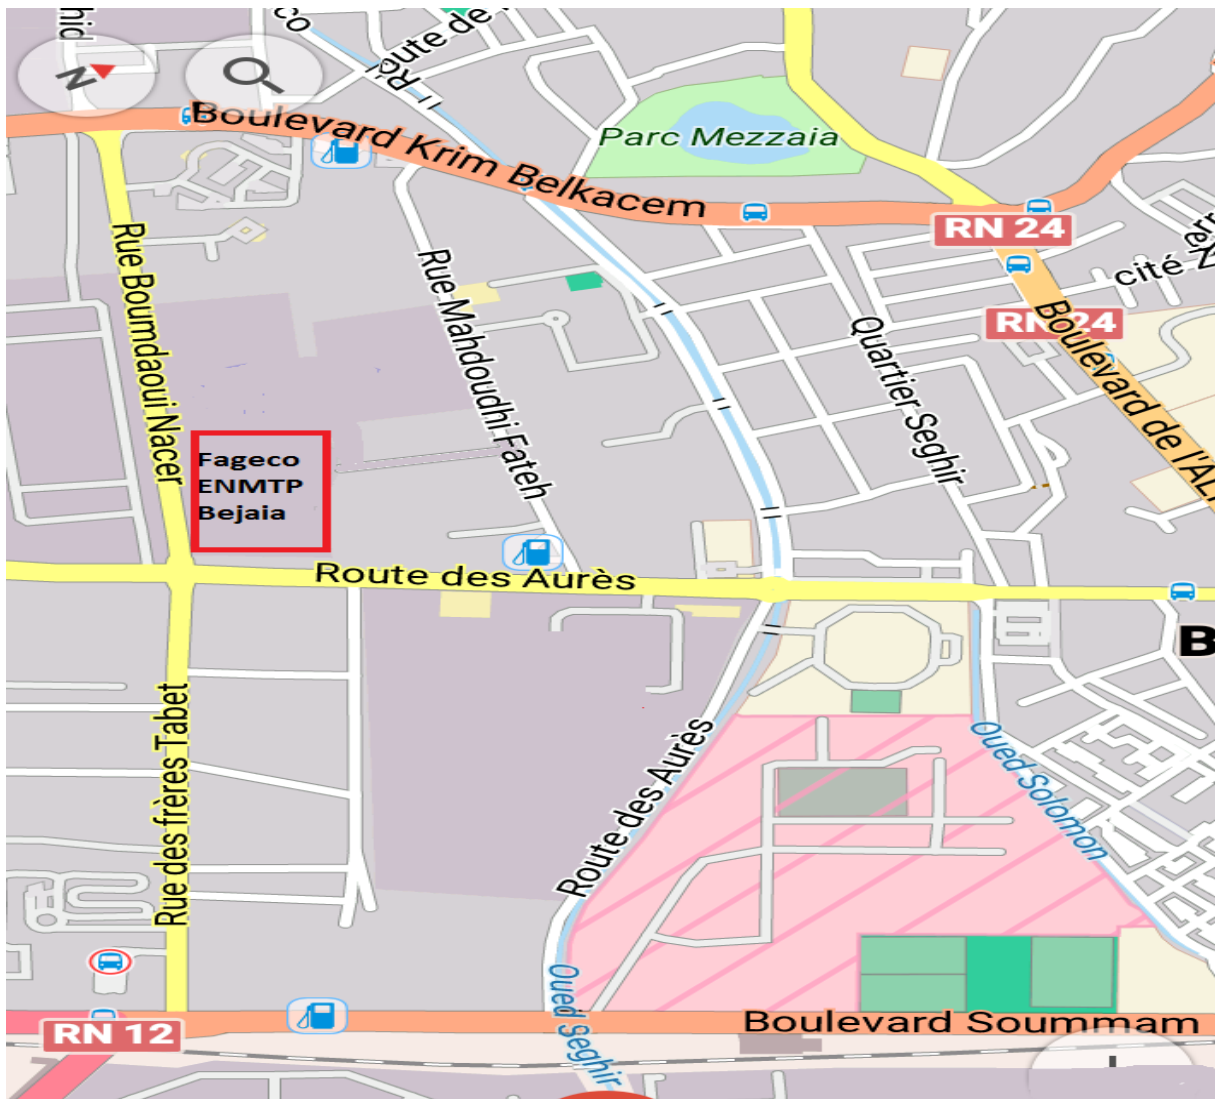 N
Route de
Boulevard Krim Belkacem
Parc Mezzaia
RN 24
cité Z
RN 24
Rue Boumdaoui Nacer
Rue Mahdoudhi Fateh
Quartier Seghir
Boulevard de l'AL
Fageco
ENMTP
Bejaia
Route des Aurès
B
Rue des frères Tabet
Route des Aurès
Oued Solomon
Oued Seghir
RN 12
Boulevard Soummam